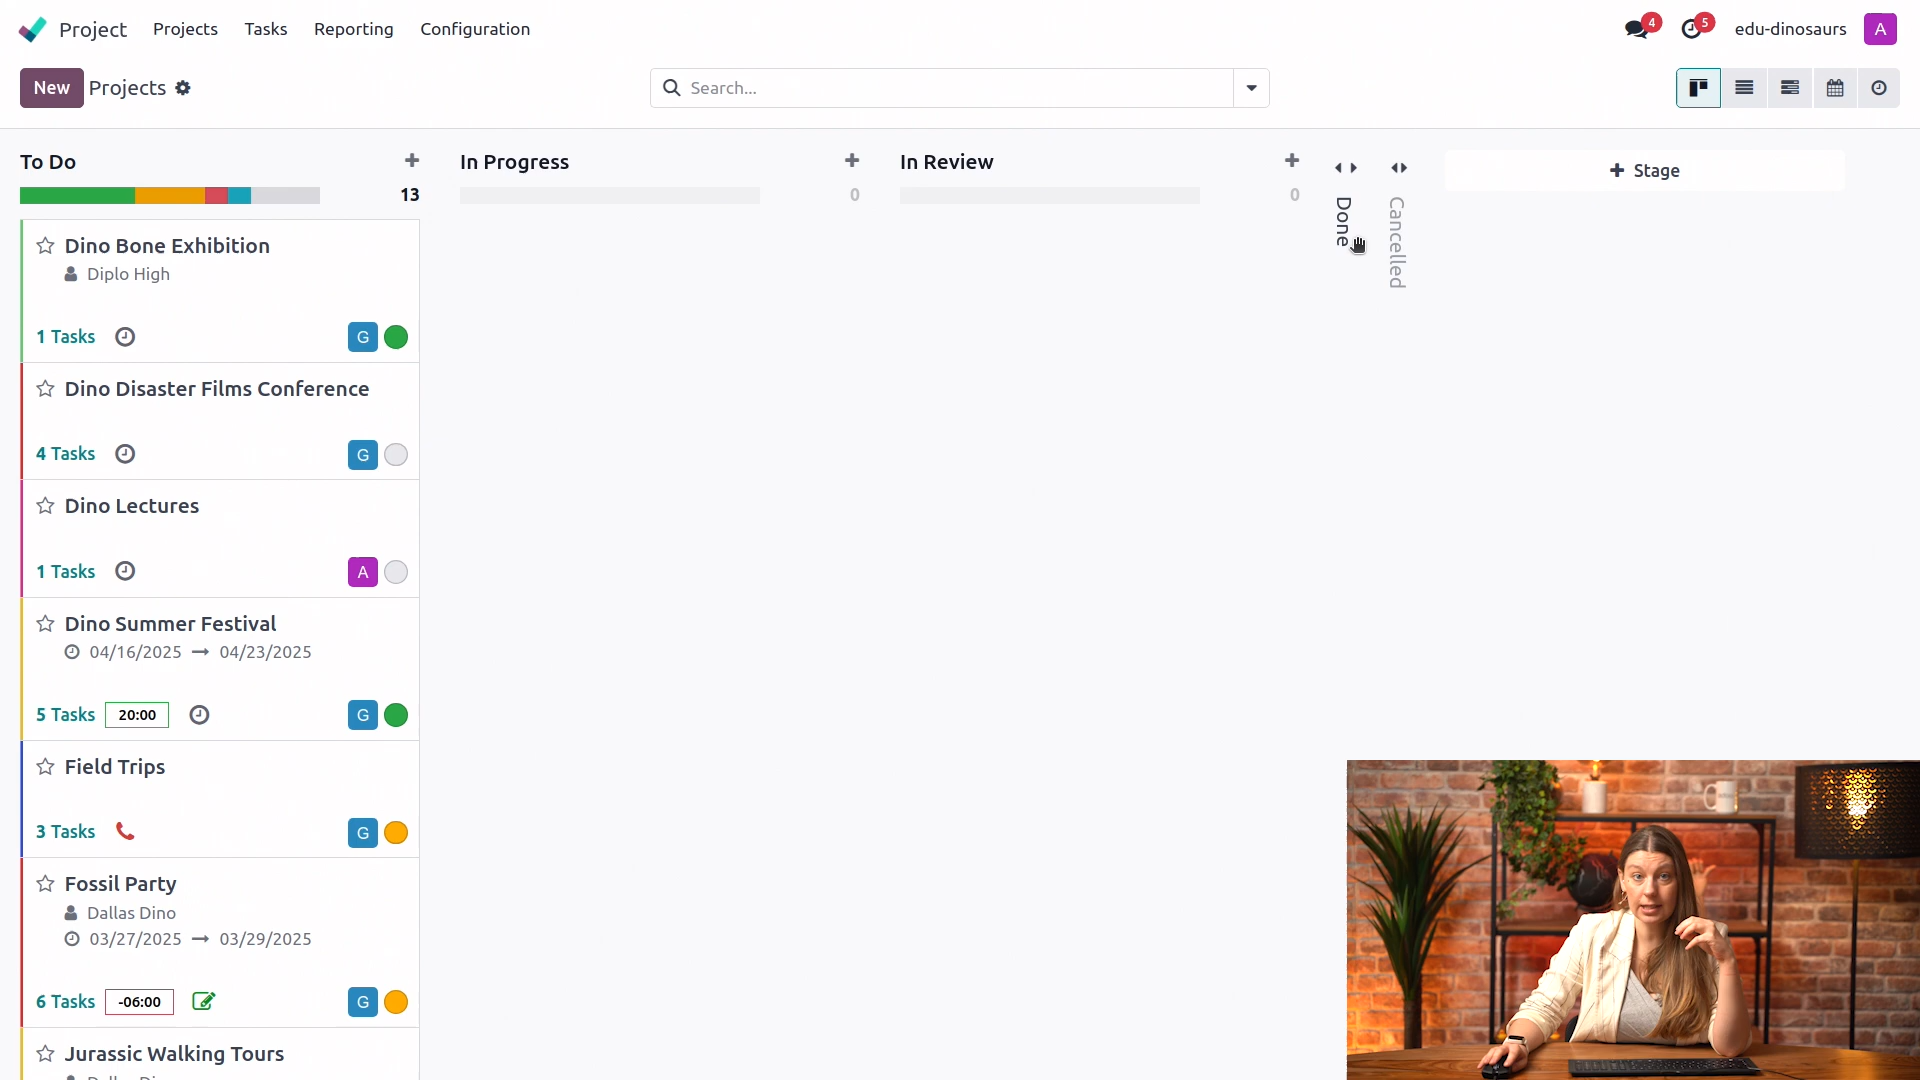 Project Projects Tasks Reporting Configuration 4 5 edu-dinosaurs A
New Projects Search...
To Do
13
In Progress
0
In Review
0
Done
Cancelled
Stage
Dino Bone Exhibition
Diplo High
1 Tasks G
Dino Disaster Films Conference
4 Tasks G
Dino Lectures
1 Tasks A
Dino Summer Festival
04/16/2025 → 04/23/2025
5 Tasks 20:00 G
Field Trips
3 Tasks G
Fossil Party
Dallas Dino
03/27/2025 → 03/29/2025
6 Tasks -06:00 G
Jurassic Walking Tours